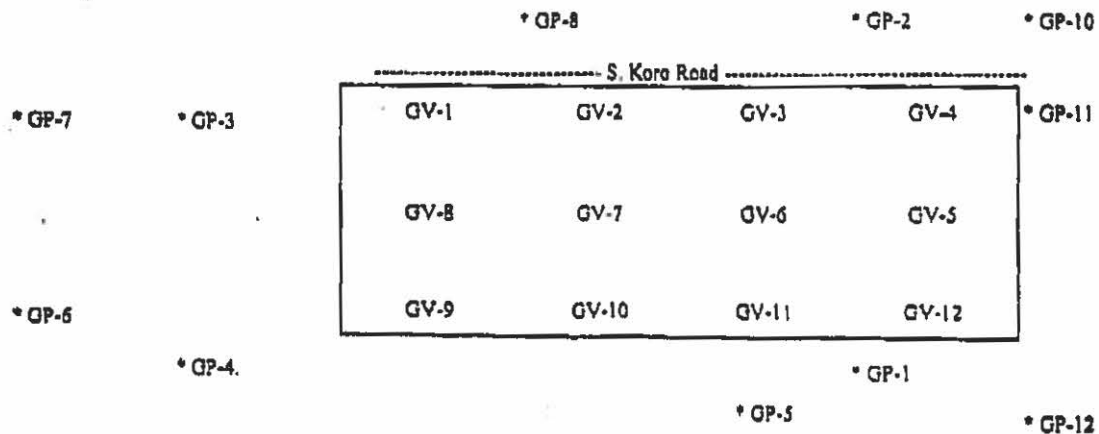 * GP-8 * GP-2 * GP-10
S. Koro Road
* GP-7 * GP-3 GV-1 GV-2 GV-3 GV-4 * GP-11
GV-8 GV-7 GV-6 GV-5
* GP-6 GV-9 GV-10 GV-11 GV-12
* GP-4.
* GP-1
* GP-5 * GP-12